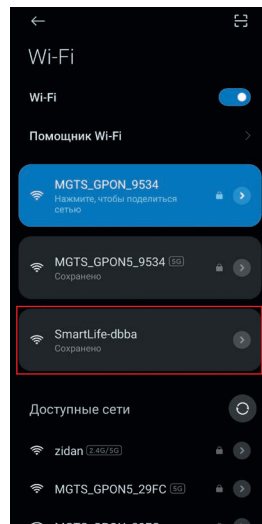 Wi-Fi
Wi-Fi
Помощник Wi-Fi
MGTS_GPON_9534
Нажмите, чтобы поделиться
сетью
MGTS_GPON5_9534 5G
Сохранено
SmartLife-dbba
Сохранено
Доступные сети
zidan 2.4G/5G
MGTS_GPON5_29FC 5G